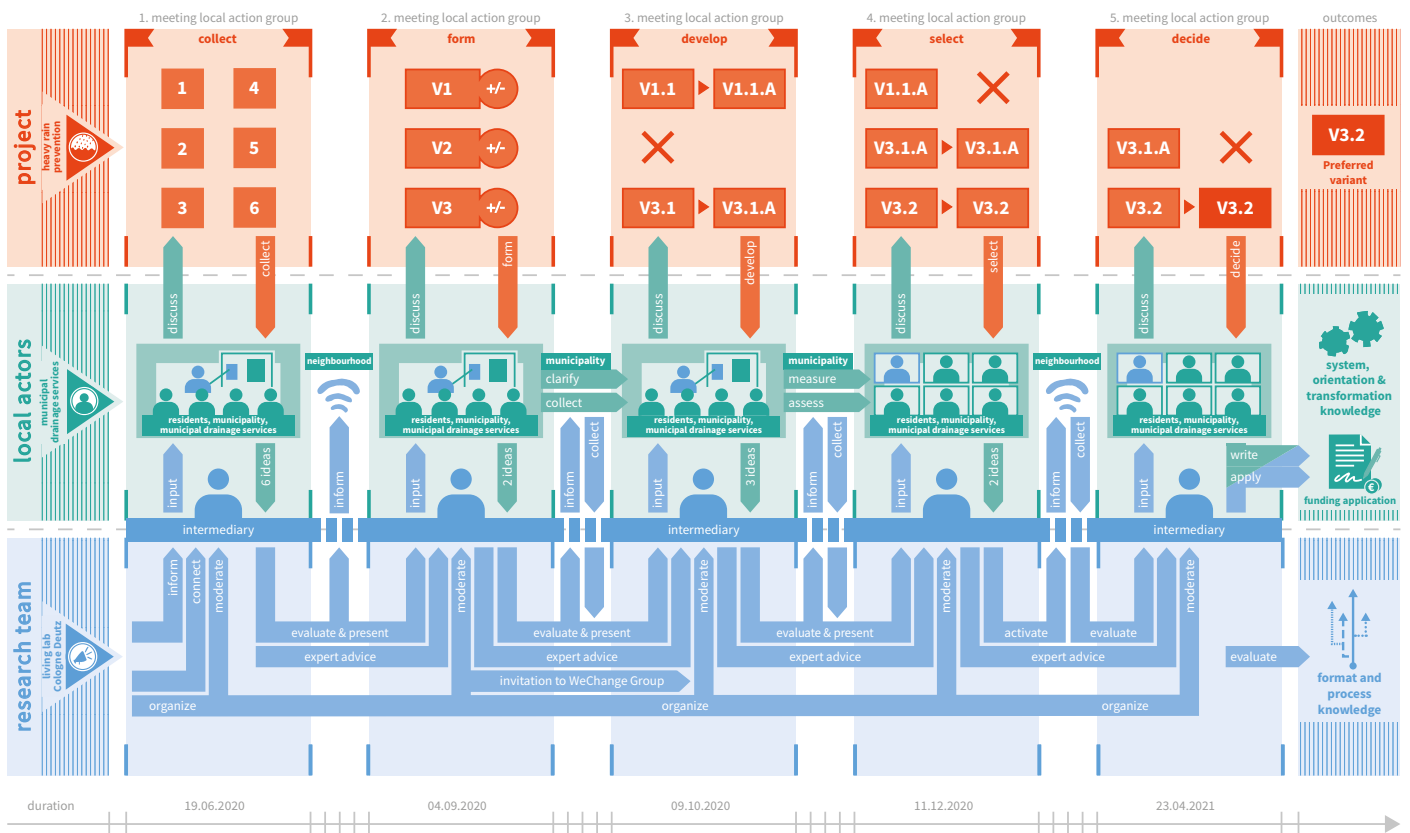 1. meeting local action group
2. meeting local action group
3. meeting local action group
4. meeting local action group
5. meeting local action group
outcomes
project
heavy rain
prevention
collect
1
4
2
5
3
6
form
V1
+/-
V2
+/-
V3
+/-
develop
V1.1
V1.1.A
V3.1
V3.1.A
select
V1.1.A
V3.1.A
V3.1.A
V3.2
V3.2
decide
V3.1.A
V3.2
V3.2
V3.2
Preferred
variant
discuss
collect
discuss
form
discuss
develop
discuss
select
discuss
decide
local actors
municipal
drainage services
residents, municipality,
municipal drainage services
neighbourhood
residents, municipality,
municipal drainage services
municipality
clarify
collect
residents, municipality,
municipal drainage services
municipality
measure
assess
residents, municipality,
municipal drainage services
neighbourhood
residents, municipality,
municipal drainage services
system,
orientation &
transformation
knowledge
input
6 ideas
inform
input
2 ideas
inform
collect
input
3 ideas
inform
collect
input
2 ideas
inform
collect
input
write
apply
€
funding application
intermediary
intermediary
intermediary
research team
living lab
Cologne Deutz
inform
connect
moderate
moderate
moderate
moderate
moderate
evaluate & present
evaluate & present
evaluate & present
activate
evaluate
expert advice
expert advice
expert advice
expert advice
evaluate
invitation to WeChange Group
organize
organize
organize
format and
process
knowledge
duration
19.06.2020
04.09.2020
09.10.2020
11.12.2020
23.04.2021